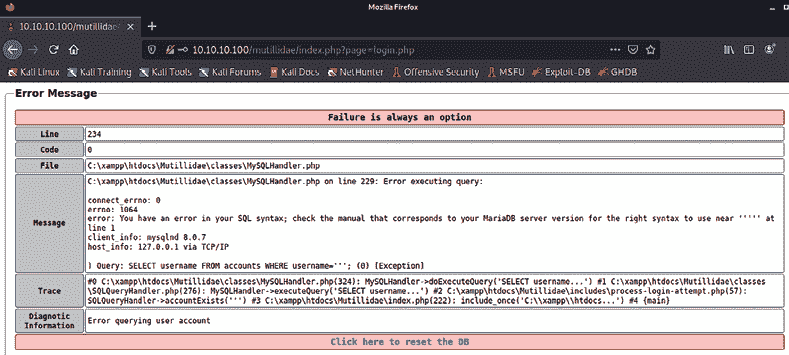 Mozilla Firefox
10.10.10.100/mutillidae/
10.10.10.100/mutillidae/index.php?page=login.php
Kali Linux Kali Training Kali Tools Kali Forums Kali Docs NetHunter Offensive Security MSFU Exploit-DB GHDB
Error Message
Failure is always an option
Line 234
Code 0
File C:\xampp\htdocs\Mutillidae\classes\MySQLHandler.php
C:\xampp\htdocs\Mutillidae\classes\MySQLHandler.php on line 229: Error executing query:
connect_errno: 0
errno: 1064
error: You have an error in your SQL syntax; check the manual that corresponds to your MariaDB server version for the right syntax to use near ''''' at
line 1
client_info: mysqlnd 8.0.7
host_info: 127.0.0.1 via TCP/IP
) Query: SELECT username FROM accounts WHERE username='''; (0) [Exception]
Message
#0 C:\xampp\htdocs\Mutillidae\classes\MySQLHandler.php(324): MySQLHandler->doExecuteQuery('SELECT username...') #1 C:\xampp\htdocs\Mutillidae\classes
\SQLQueryHandler.php(276): MySQLHandler->executeQuery('SELECT username...') #2 C:\xampp\htdocs\Mutillidae\includes\process-login-attempt.php(57):
SQLQueryHandler->accountExists(''') #3 C:\xampp\htdocs\Mutillidae\index.php(222): include_once('C:\\xampp\\htdocs...') #4 {main}
Trace
Diagnostic Information Error querying user account
Click here to reset the DB